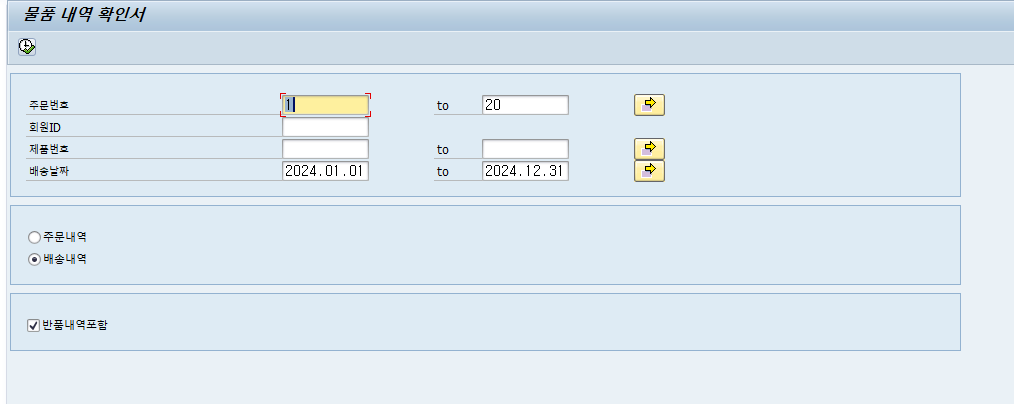 물품 내역 확인서
주문번호 1 to 20
회원ID
제품번호 to
배송날짜 2024.01.01 to 2024.12.31
주문내역
배송내역
반품내역포함